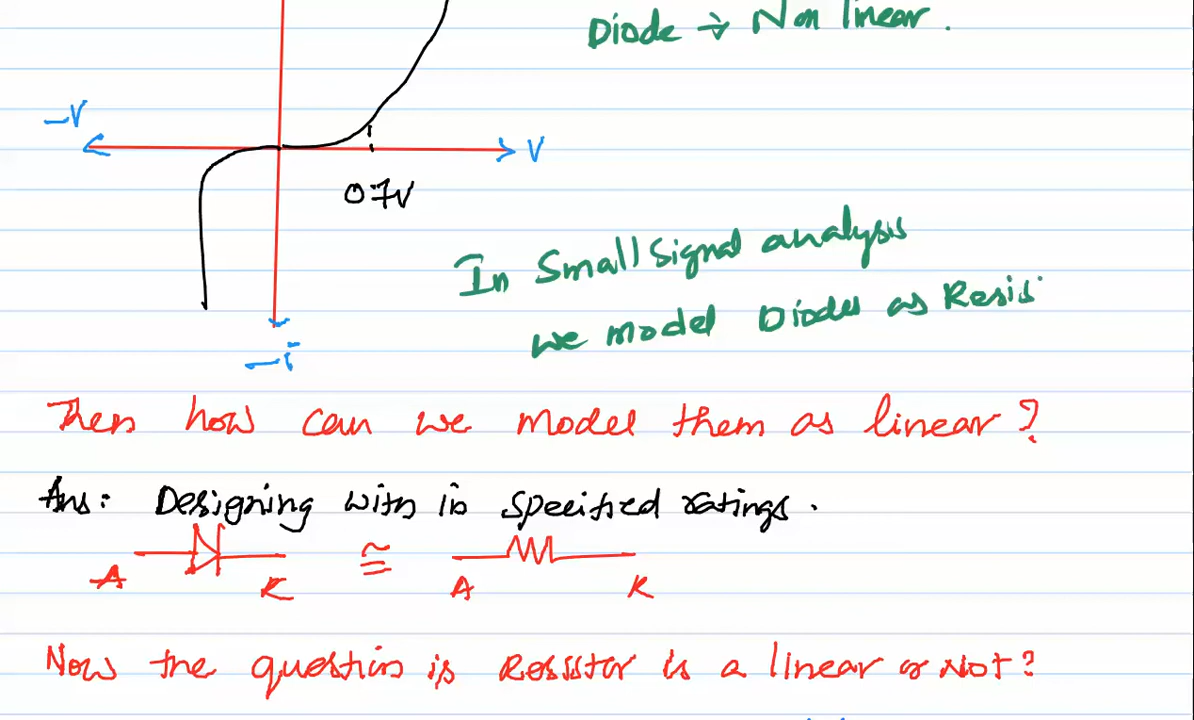 Diode → Non linear.
-V
V
0.7V
In Small Signal analysis
we model Diodes as Resis
-i
Then how can we model them as linear?
Ans: Designing with in specified ratings.
A K ≅ A K
Now the question is Resistor is a linear or Not?